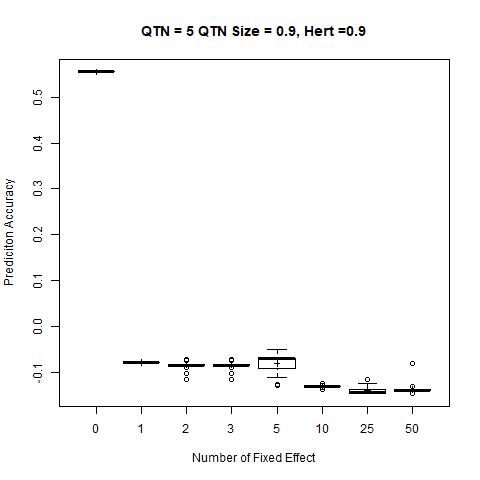 QTN = 5 QTN Size = 0.9, Hert =0.9
Prediciton Accuracy
0.5
0.4
0.3
0.2
0.1
0.0
-0.1
0 1 2 3 5 10 25 50
Number of Fixed Effect